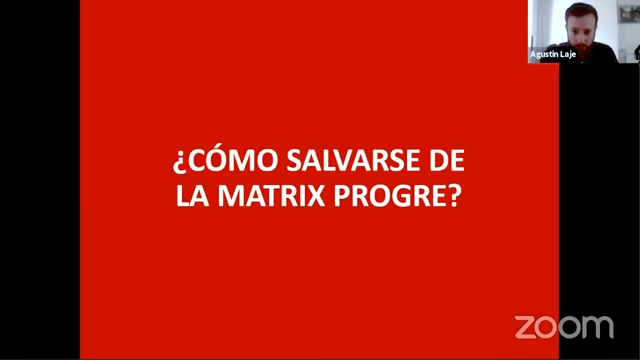 Agustín Laje
¿CÓMO SALVARSE DE
LA MATRIX PROGRE?
zoom